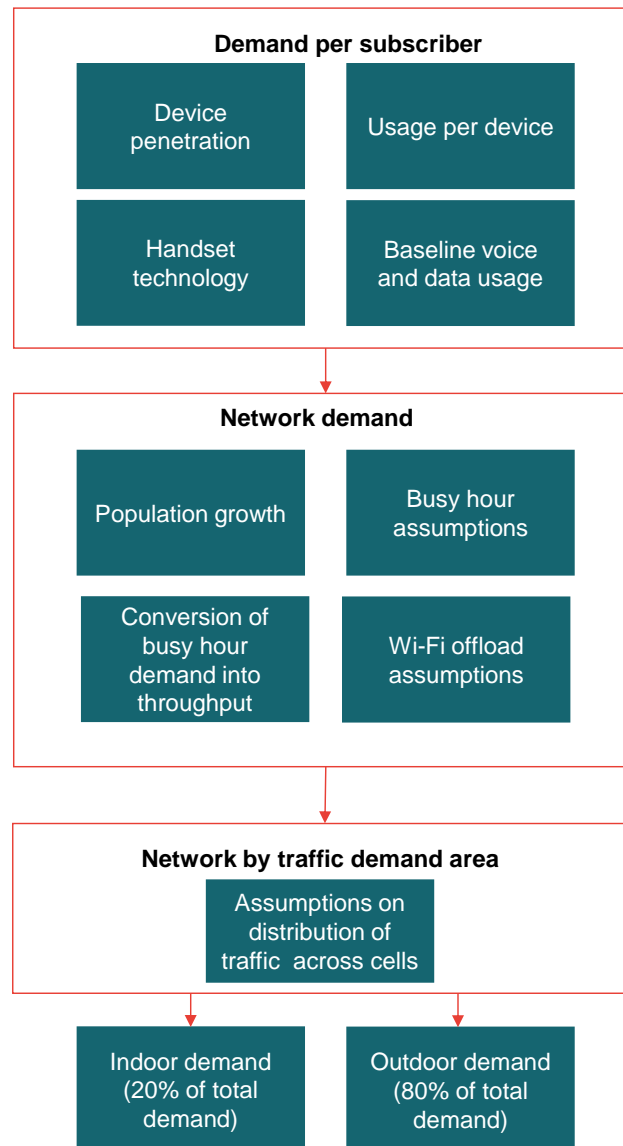 Demand per subscriber
Device
penetration
Usage per device
Handset
technology
Baseline voice
and data usage
Network demand
Population growth
Busy hour
assumptions
Conversion of
busy hour
demand into
throughput
Wi-Fi offload
assumptions
Network by traffic demand area
Assumptions on
distribution of
traffic across cells
Indoor demand
(20% of total
demand)
Outdoor demand
(80% of total
demand)